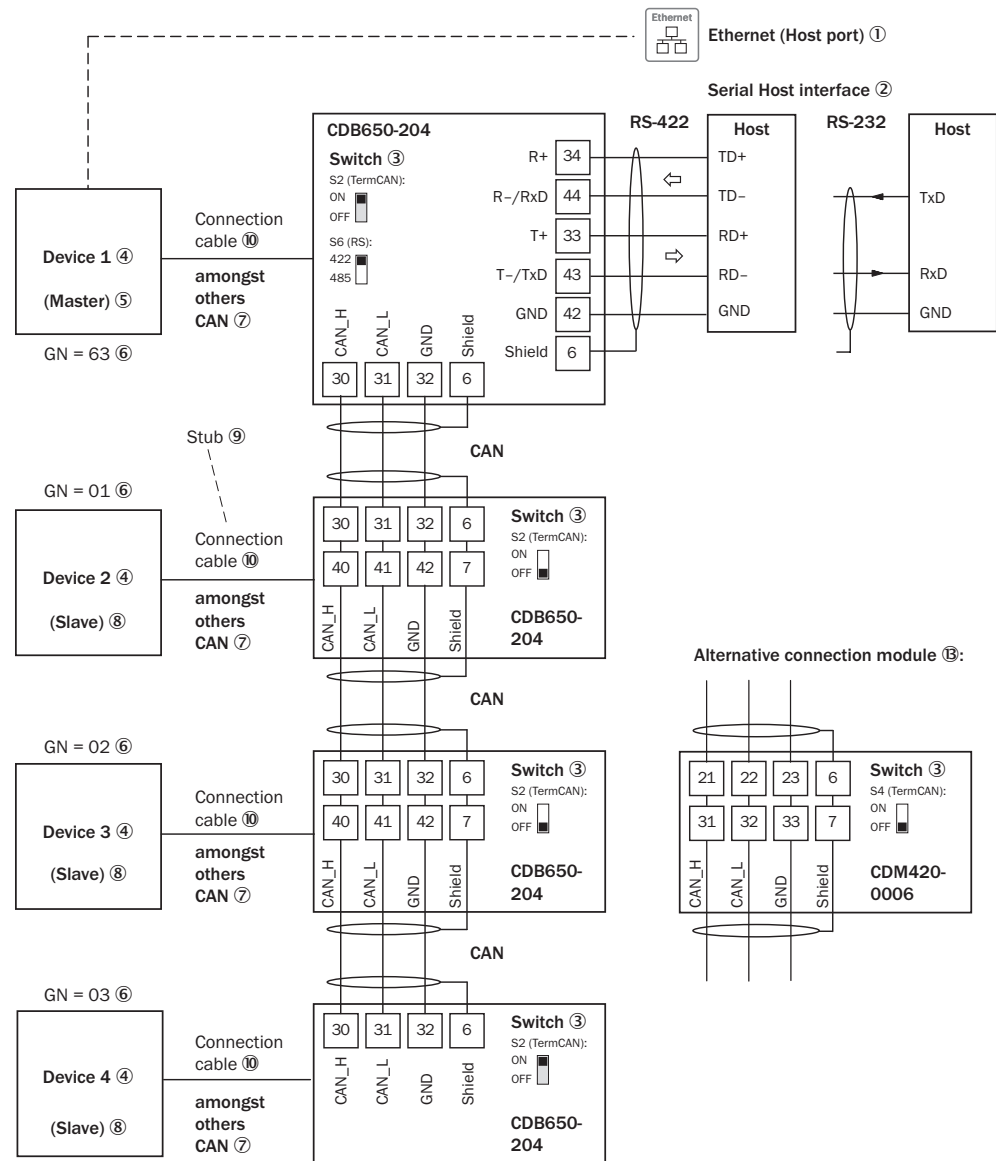 Ethernet
Ethernet (Host port) ①
Serial Host interface ②
CDB650-204
RS-422
Host
RS-232
Host
Switch ③
S2 (TermCAN):
ON
OFF
S6 (RS):
422
485
R+ 34 TD+
R−/RxD 44 TD− TxD
T+ 33 RD+
T−/TxD 43 RD− RxD
GND 42 GND GND
Shield 6
Device 1 ④
(Master) ⑤
GN = 63 ⑥
Connection
cable ⑩
amongst
others
CAN ⑦
CAN_H CAN_L GND Shield
30 31 32 6
CAN
Stub ⑨
GN = 01 ⑥
Device 2 ④
(Slave) ⑧
Connection
cable ⑩
amongst
others
CAN ⑦
30 31 32 6
40 41 42 7
CAN_H CAN_L GND Shield
Switch ③
S2 (TermCAN):
ON
OFF
CDB650-
204
CAN
GN = 02 ⑥
Device 3 ④
(Slave) ⑧
Connection
cable ⑩
amongst
others
CAN ⑦
30 31 32 6
40 41 42 7
CAN_H CAN_L GND Shield
Switch ③
S2 (TermCAN):
ON
OFF
CDB650-
204
Alternative connection module ⑬:
21 22 23 6
31 32 33 7
CAN_H CAN_L GND Shield
Switch ③
S4 (TermCAN):
ON
OFF
CDM420-
0006
CAN
GN = 03 ⑥
Device 4 ④
(Slave) ⑧
Connection
cable ⑩
amongst
others
CAN ⑦
30 31 32 6
CAN_H CAN_L GND Shield
Switch ③
S2 (TermCAN):
ON
OFF
CDB650-
204